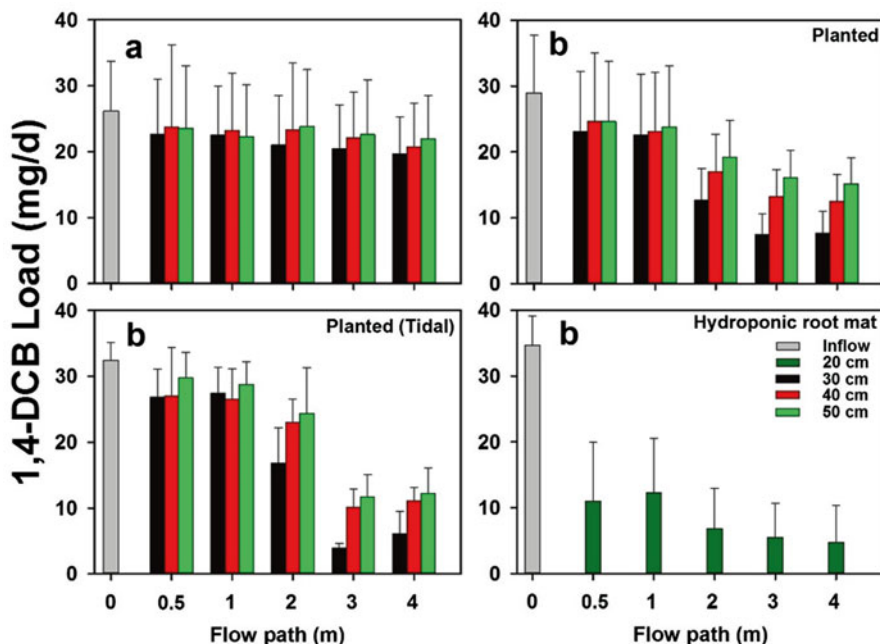 1,4-DCB Load (mg/d)
40
30
20
10
0
a
40
30
20
10
0
b
Planted
40
30
20
10
0
b
Planted (Tidal)
0 0.5 1 2 3 4
Flow path (m)
40
30
20
10
0
b
Hydroponic root mat
Inflow
20 cm
30 cm
40 cm
50 cm
0 0.5 1 2 3 4
Flow path (m)